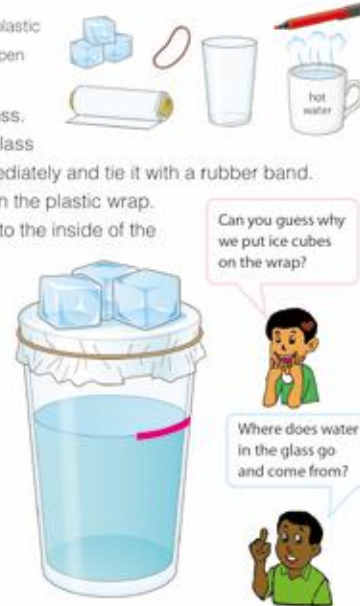 plastic
pen
hot
water
ss.
lass
ediately and tie it with a rubber band.
n the plastic wrap.
to the inside of the
Can you guess why
we put ice cubes
on the wrap?
Where does water
in the glass go
and come from?